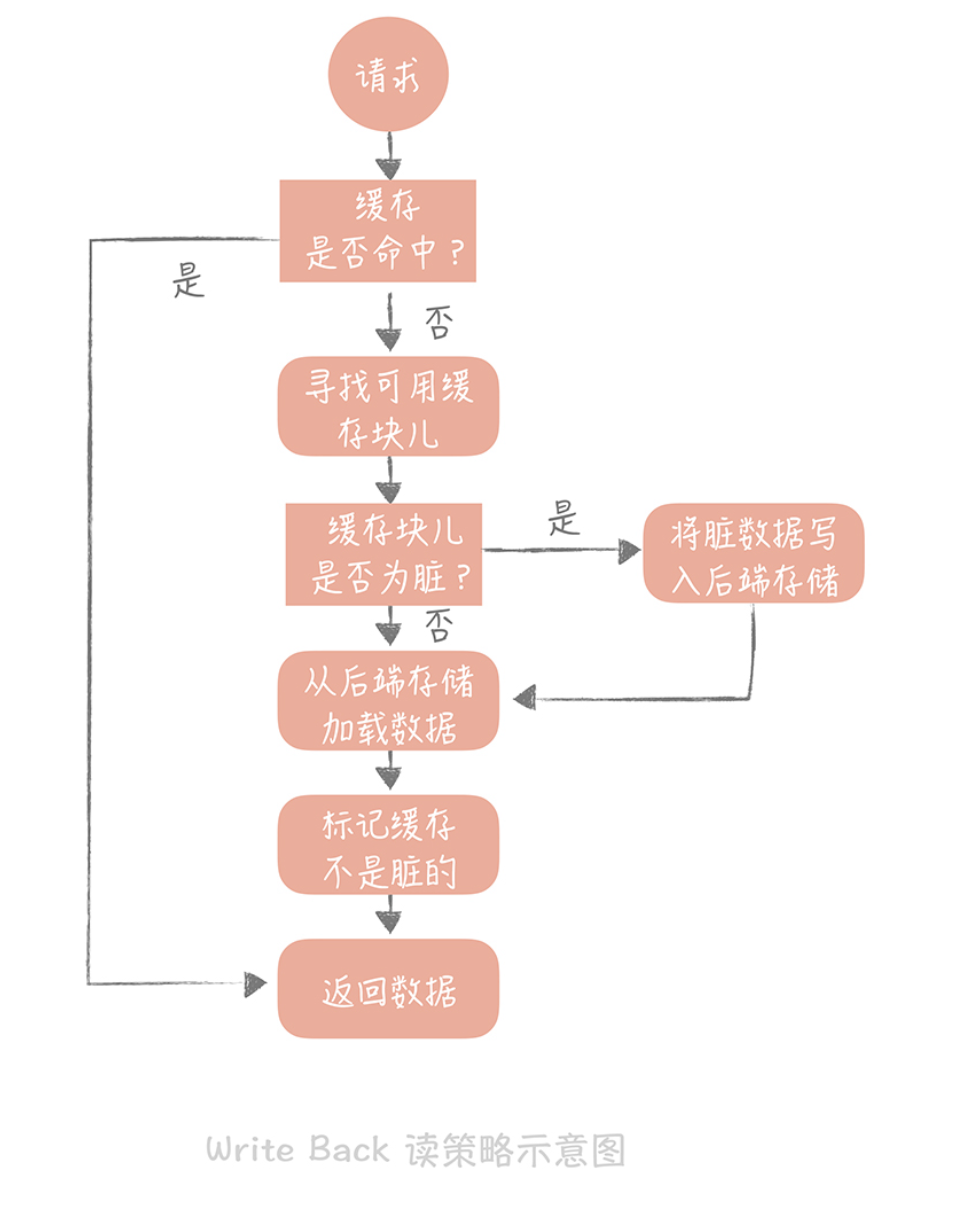 请求
缓存
是否命中？
是
否
寻找可用缓
存块儿
缓存块儿
是否为脏？
是
将脏数据写
入后端存储
否
从后端存储
加载数据
标记缓存
不是脏的
返回数据
Write Back 读策略示意图